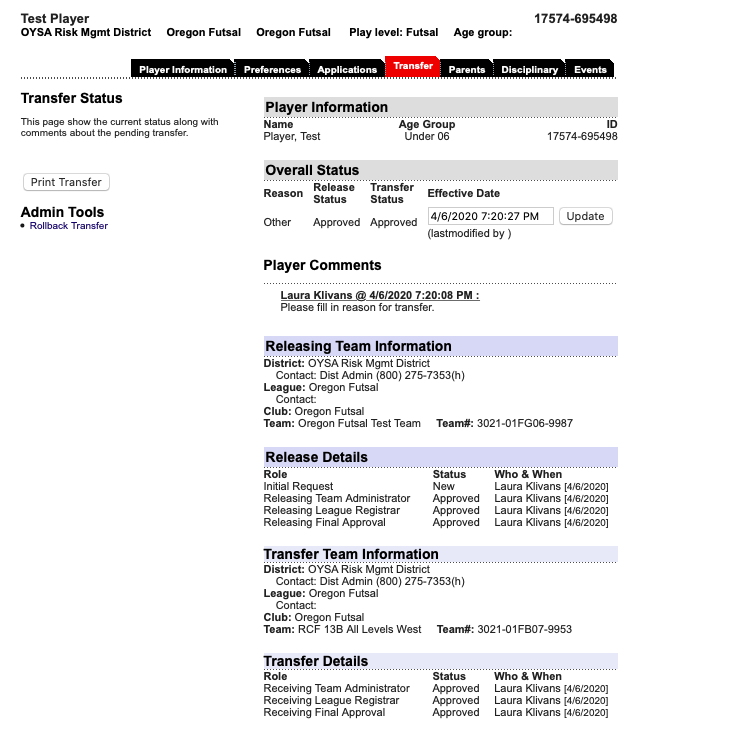 Test Player 17574-695498
OYSA Risk Mgmt District Oregon Futsal Oregon Futsal Play level: Futsal Age group:
Player Information Preferences Applications Transfer Parents Disciplinary Events
Transfer Status
This page show the current status along with
comments about the pending transfer.
Print Transfer
Admin Tools
• Rollback Transfer
Player Information
Name Age Group ID
Player, Test Under 06 17574-695498
Overall Status
Reason Release Status Transfer Status Effective Date
Other Approved Approved 4/6/2020 7:20:27 PM Update
(lastmodified by )
Player Comments
Laura Klivans @ 4/6/2020 7:20:08 PM :
Please fill in reason for transfer.
Releasing Team Information
District: OYSA Risk Mgmt District
Contact: Dist Admin (800) 275-7353(h)
League: Oregon Futsal
Contact:
Club: Oregon Futsal
Team: Oregon Futsal Test Team Team#: 3021-01FG06-9987
Release Details
Role Status Who & When
Initial Request New Laura Klivans [4/6/2020]
Releasing Team Administrator Approved Laura Klivans [4/6/2020]
Releasing League Registrar Approved Laura Klivans [4/6/2020]
Releasing Final Approval Approved Laura Klivans [4/6/2020]
Transfer Team Information
District: OYSA Risk Mgmt District
Contact: Dist Admin (800) 275-7353(h)
League: Oregon Futsal
Contact:
Club: Oregon Futsal
Team: RCF 13B All Levels West Team#: 3021-01FB07-9953
Transfer Details
Role Status Who & When
Receiving Team Administrator Approved Laura Klivans [4/6/2020]
Receiving League Registrar Approved Laura Klivans [4/6/2020]
Receiving Final Approval Approved Laura Klivans [4/6/2020]